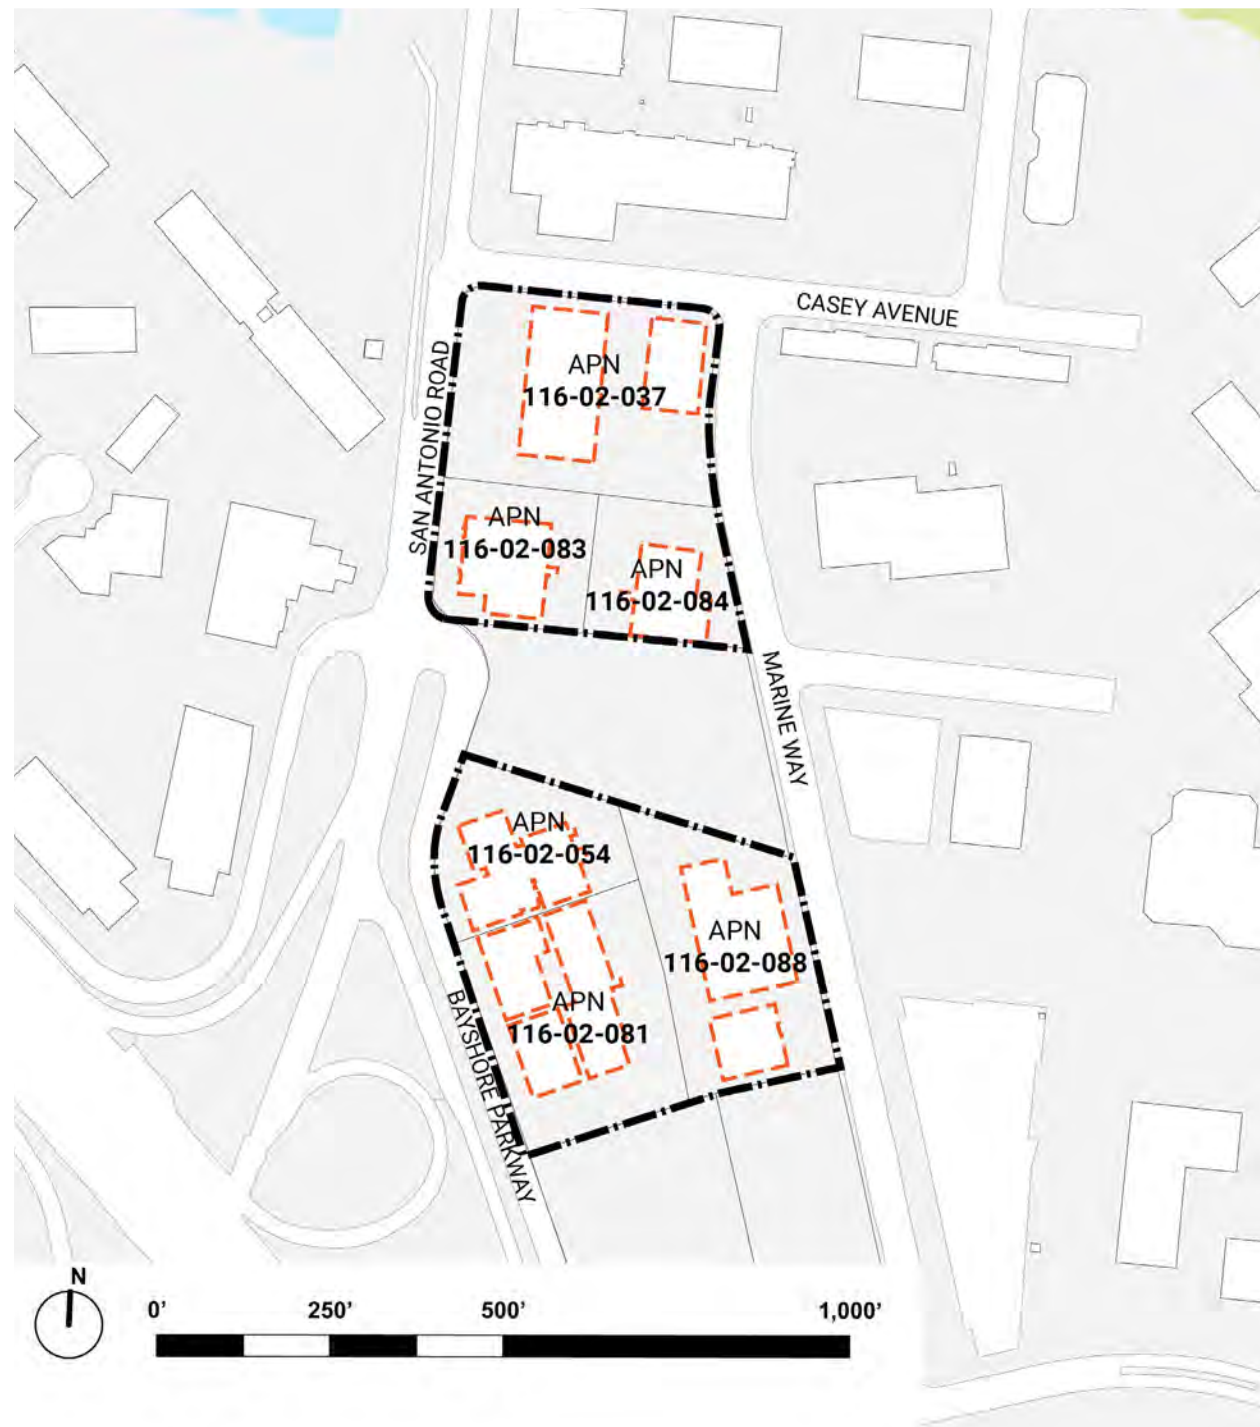 CASEY AVENUE
SAN ANTONIO ROAD
APN
116-02-037
APN
116-02-083
APN
116-02-084
MARINE WAY
APN
116-02-054
APN
116-02-088
APN
116-02-081
BAYSHORE PARKWAY
N
0’ 250’ 500’ 1,000’